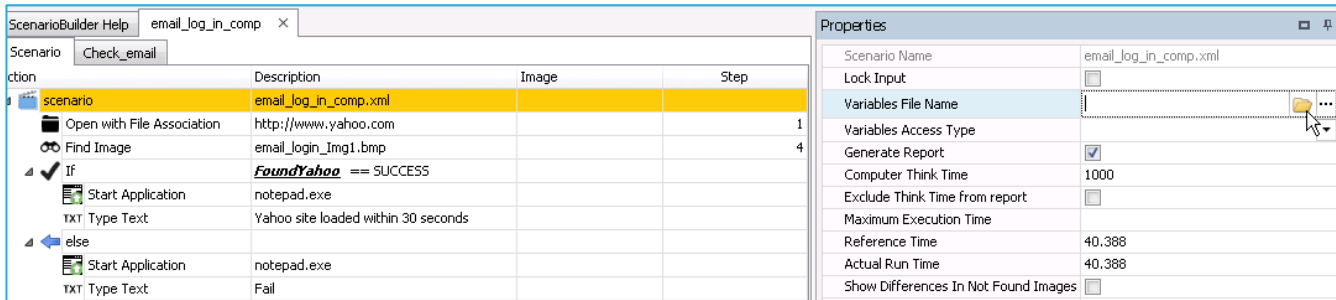 ScenarioBuilder Help email_log_in_comp
Scenario Check_email
ction Description Image Step
scenario email_log_in_comp.xml
Open with File Association http://www.yahoo.com 1
Find Image email_login_Img1.bmp 4
If FoundYahoo == SUCCESS
Start Application notepad.exe
TXT Type Text Yahoo site loaded within 30 seconds
else
Start Application notepad.exe
TXT Type Text Fail
Properties
Scenario Name email_log_in_comp.xml
Lock Input
Variables File Name ...
Variables Access Type
Generate Report
Computer Think Time 1000
Exclude Think Time from report
Maximum Execution Time
Reference Time 40.388
Actual Run Time 40.388
Show Differences In Not Found Images